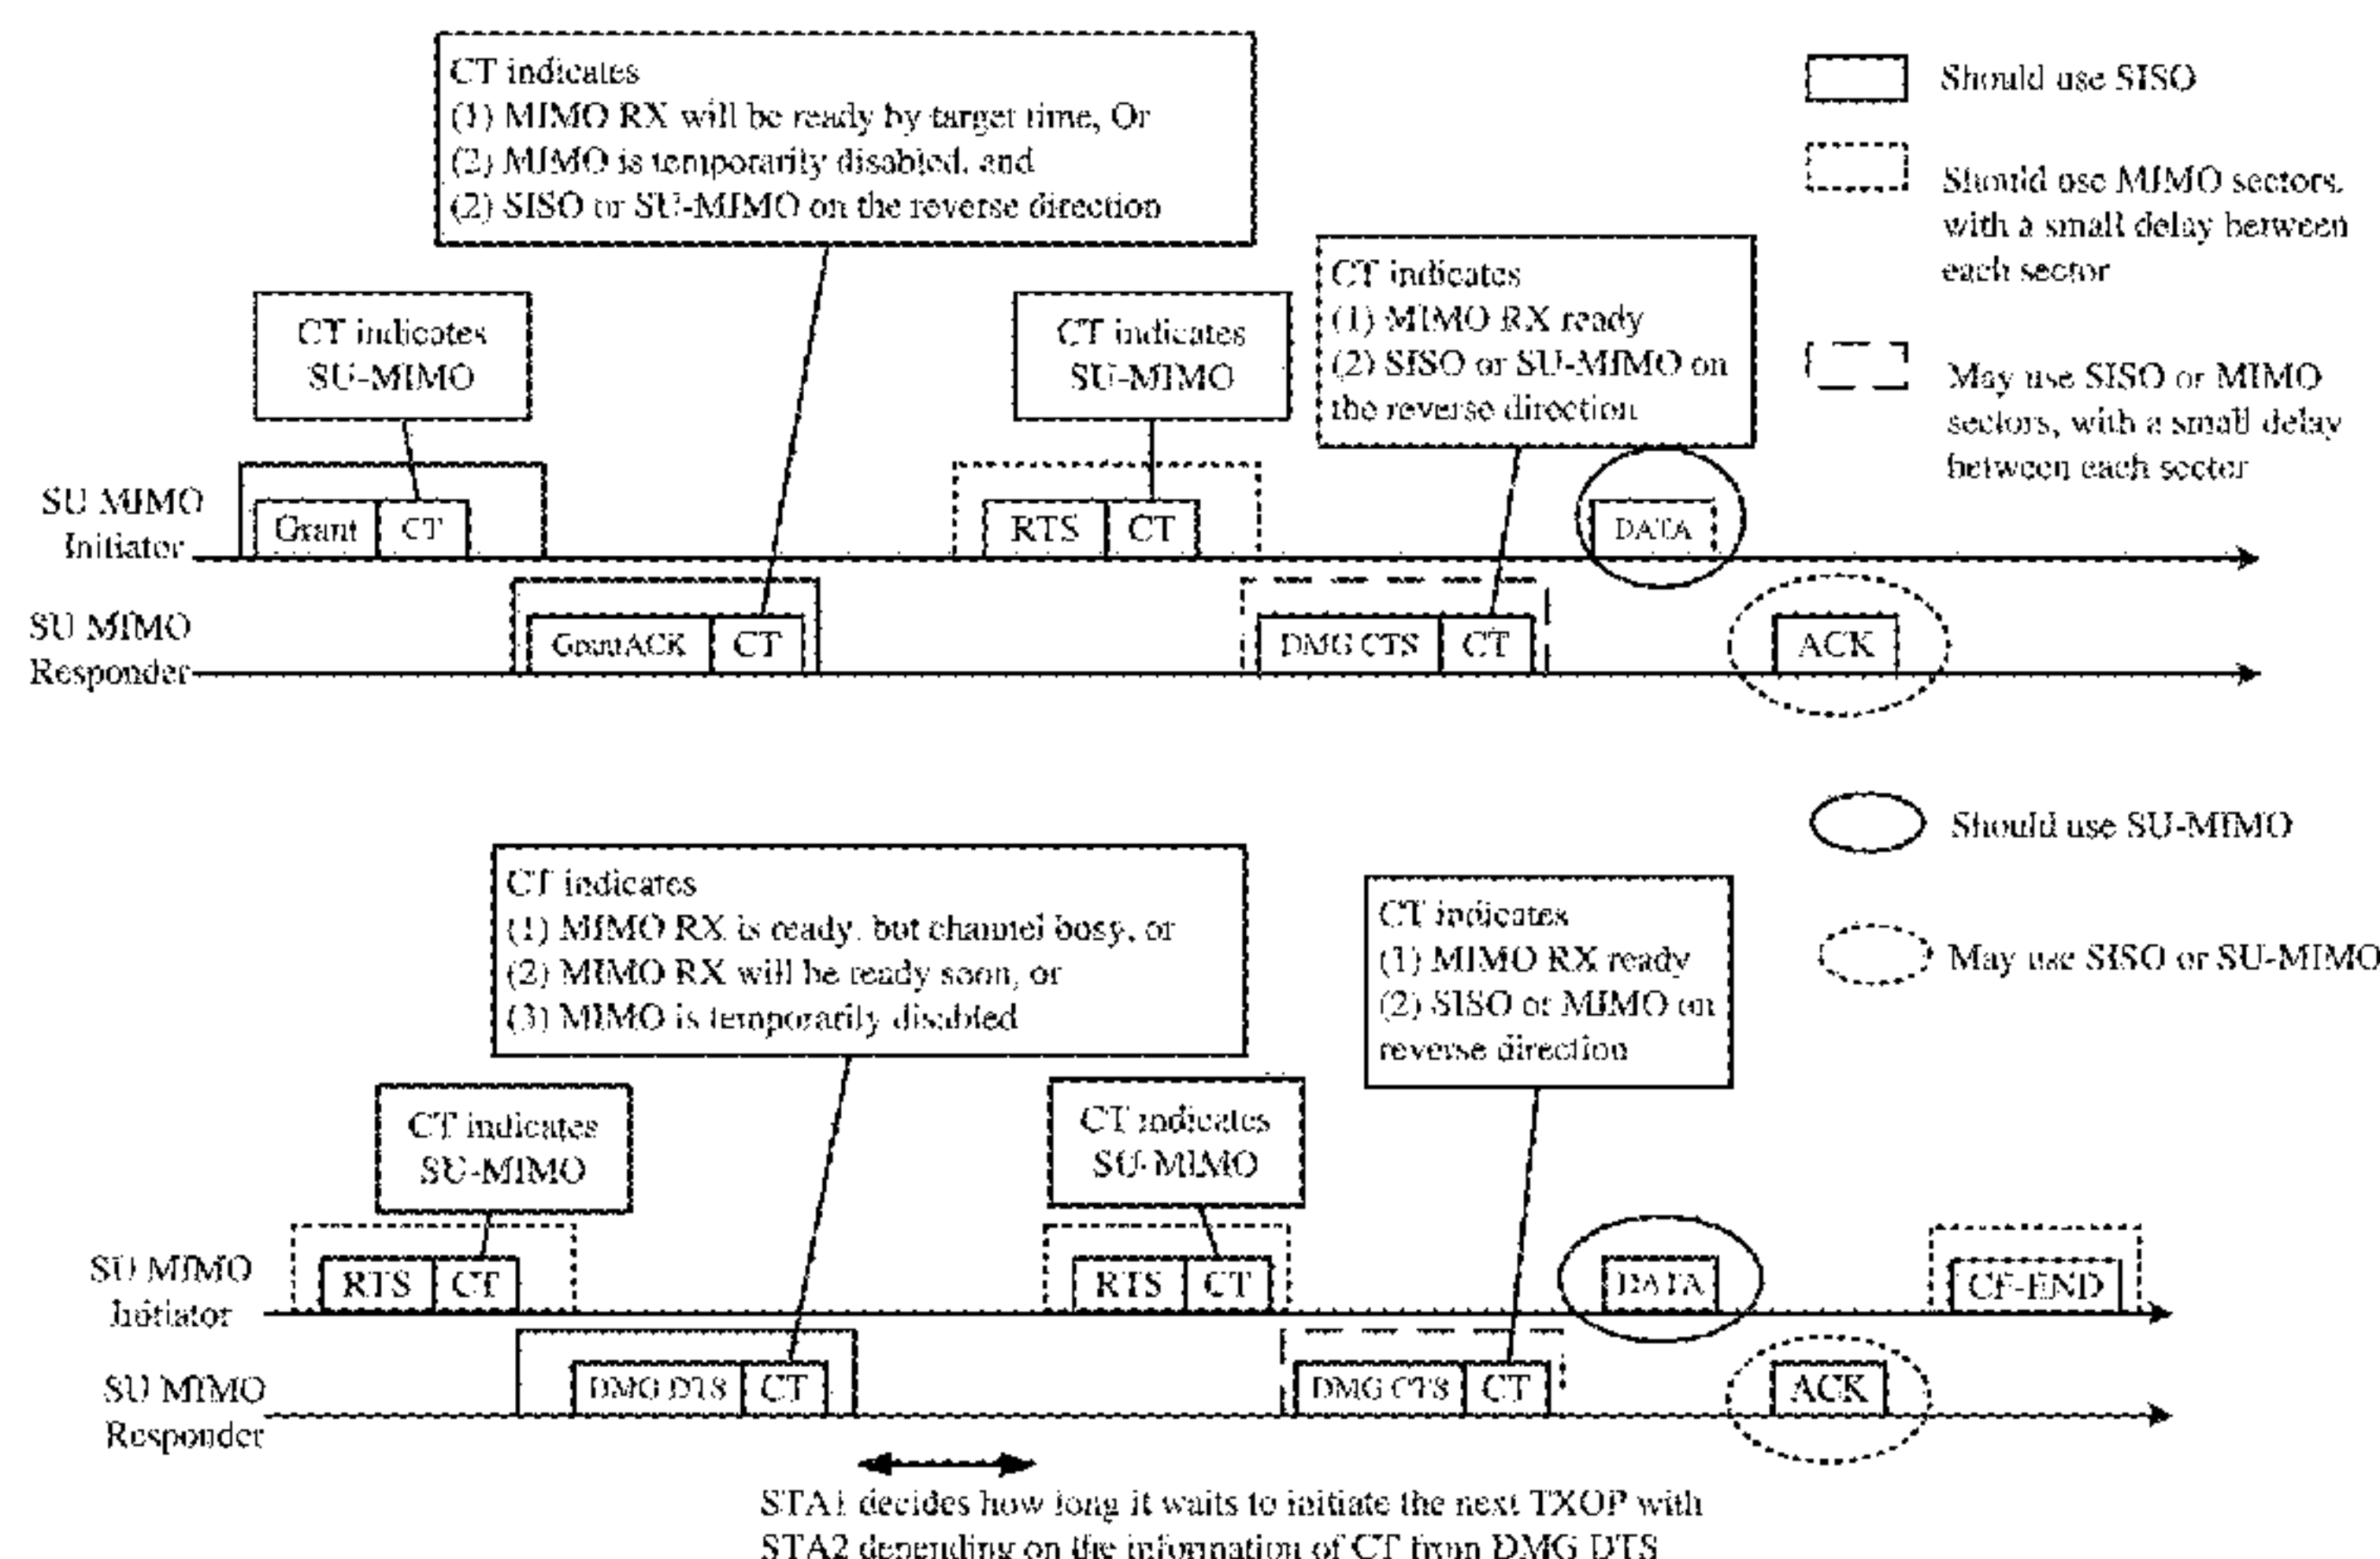 CT indicates
(1) MIMO RX will be ready by target time, Or
(2) MIMO is temporarily disabled, and
(2) SISO or SU-MIMO on the reverse direction
Should use SISO
Should use MIMO sectors,
with a small delay between
each sector
May use SISO or MIMO
sectors, with a small delay
between each sector
CT indicates
SU-MIMO
CT indicates
SU-MIMO
CT indicates
(1) MIMO RX ready
(2) SISO or SU-MIMO on
the reverse direction
SU MIMO
Initiator
Grant CT
RTS CT
DATA
SU MIMO
Responder
GrantACK CT
DMG CTS CT
ACK
Should use SU-MIMO
May use SISO or SU-MIMO
CT indicates
(1) MIMO RX is ready, but channel busy, or
(2) MIMO RX will be ready soon, or
(3) MIMO is temporarily disabled
CT indicates
(1) MIMO RX ready
(2) SISO or MIMO on
reverse direction
CT indicates
SU-MIMO
CT indicates
SU-MIMO
SU MIMO
Initiator
RTS CT
RTS CT
DATA
CF-END
SU MIMO
Responder
DMG DTS CT
DMG CTS CT
ACK
STA1 decides how long it waits to initiate the next TXOP with
STA2 depending on the information of CT from DMG DTS